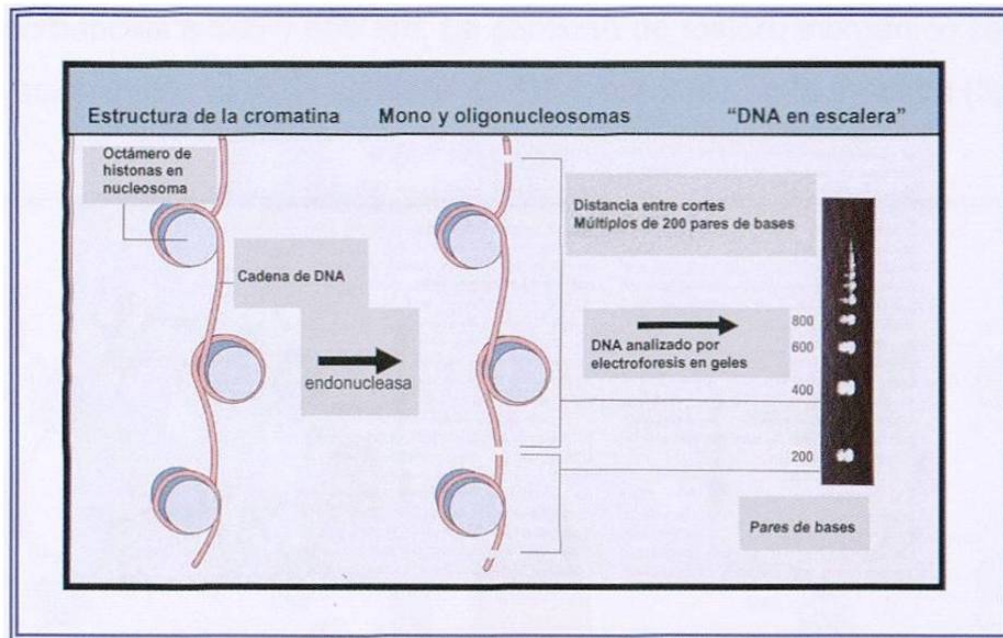 Estructura de la cromatina
Mono y oligonucleosomas
“DNA en escalera”
Octámero de
histonas en
nucleosoma
Cadena de DNA
endonucleasa
Distancia entre cortes
Múltiplos de 200 pares de bases
DNA analizado por
electroforesis en geles
800
600
400
200
Pares de bases